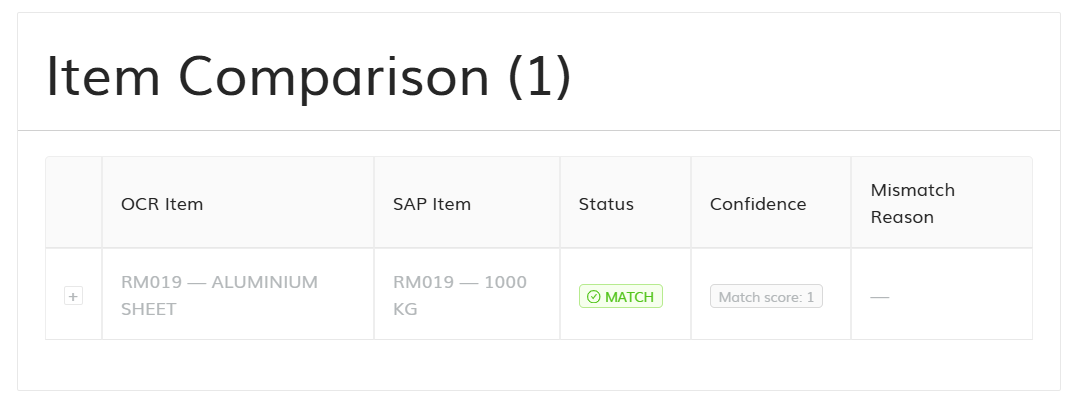 Item Comparison (1)
OCR Item
SAP Item
Status
Confidence
Mismatch
Reason
RM019 — ALUMINIUM
SHEET
RM019 — 1000
KG
MATCH
Match score: 1
—